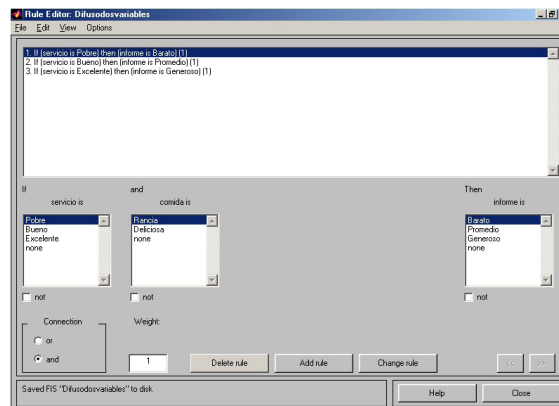 Rule Editor: Difusodosvariables
File Edit View Options
1. If (servicio is Pobre) then (informe is Barato) (1)
2. If (servicio is Bueno) then (informe is Promedio) (1)
3. If (servicio is Excelente) then (informe is Generoso) (1)
If and Then
servicio is comida is informe is
Pobre Rancia Barato
Bueno Deliciosa Promedio
Excelente none Generoso
none none
not not not
Connection Weight:
or
and 1 Delete rule Add rule Change rule << >>
Saved FIS "Difusodosvariables" to disk Help Close